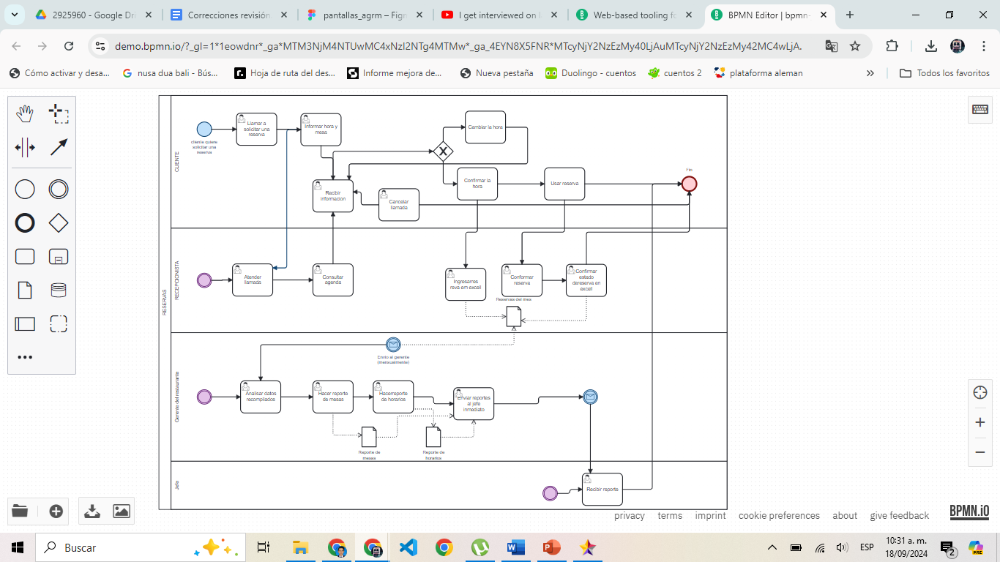 2925960 - Google Dri
Correciones revisión
pantallas_agrm – Figm
I get interviewed on
Web-based tooling fo
BPMN Editor | bpmn-
demo.bpmn.io/?_gl=1*1eowdnr*_ga*MTM3NjM4NTUwMC4xNzI2NTg4MTMw*_ga_4EYN8X5FNR*MTcyNjY2NzEzMy40LjAuMTcyNjY2NzEzMy42MC4wLjA.
Cómo activar y desa...
nusa dua bali - Bús...
Hoja de ruta del des...
Informe mejora de...
Nueva pestaña
Duolingo - cuentos
cuentos 2
plataforma aleman
Todos los favoritos
RESERVAS
CLIENTE
cliente quiere
solicitar una
reserva
Llamar a
solicitar una
reserva
Informar hora y
mesa
Cambiar la hora
Recibir
informacion
Cancelar
llamada
Confirmar la
hora
Usar reserva
Fin
RECEPCIONISTA
Atender
llamada
Consultar
agenda
Ingresarres
reva em excell
Conformar
reserva
Confirmar
estado
dereserva en
excell
Reservas del mes
Gerente del restaurante
Envio al gerente
(mensualmente)
Analisar datos
recompilados
Hacer reporte
de mesas
Hacerreporte
de horarios
Enviar reportes
al jefe
inmediato
Reporte de
mesas
Reporte de
horarios
Jefe
Recibir reporte
privacy
terms
imprint
cookie preferences
about
give feedback
BPMN.iO
Buscar
ESP
10:31 a. m.
18/09/2024
2
PRE